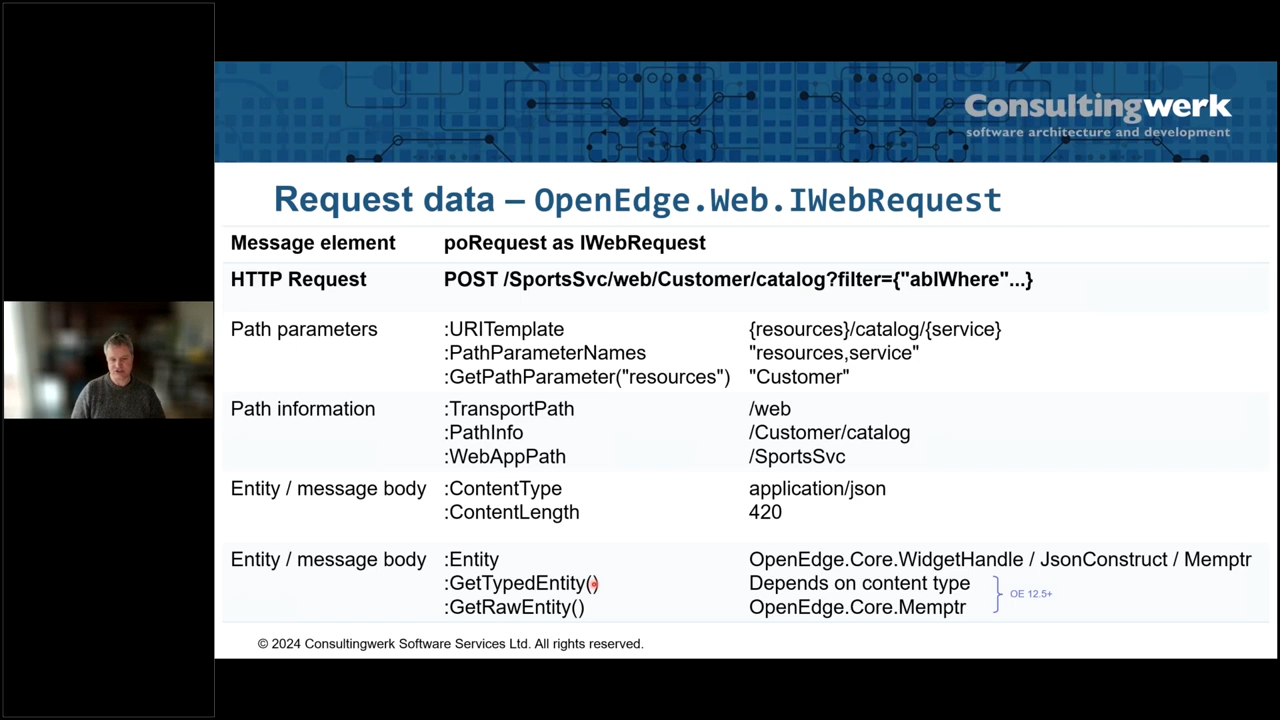 Consultingwerk
software architecture and development
Request data – OpenEdge.Web.IWebRequest
Message element poRequest as IWebRequest
HTTP Request POST /SportsSvc/web/Customer/catalog?filter={"ablWhere"...}
Path parameters :URITemplate {resources}/catalog/{service}
:PathParameterNames "resources,service"
:GetPathParameter("resources") "Customer"
Path information :TransportPath /web
:PathInfo /Customer/catalog
:WebAppPath /SportsSvc
Entity / message body :ContentType application/json
:ContentLength 420
Entity / message body :Entity OpenEdge.Core.WidgetHandle / JsonConstruct / Memptr
:GetTypedEntity() Depends on content type
OE 12.5+
:GetRawEntity() OpenEdge.Core.Memptr
© 2024 Consultingwerk Software Services Ltd. All rights reserved.